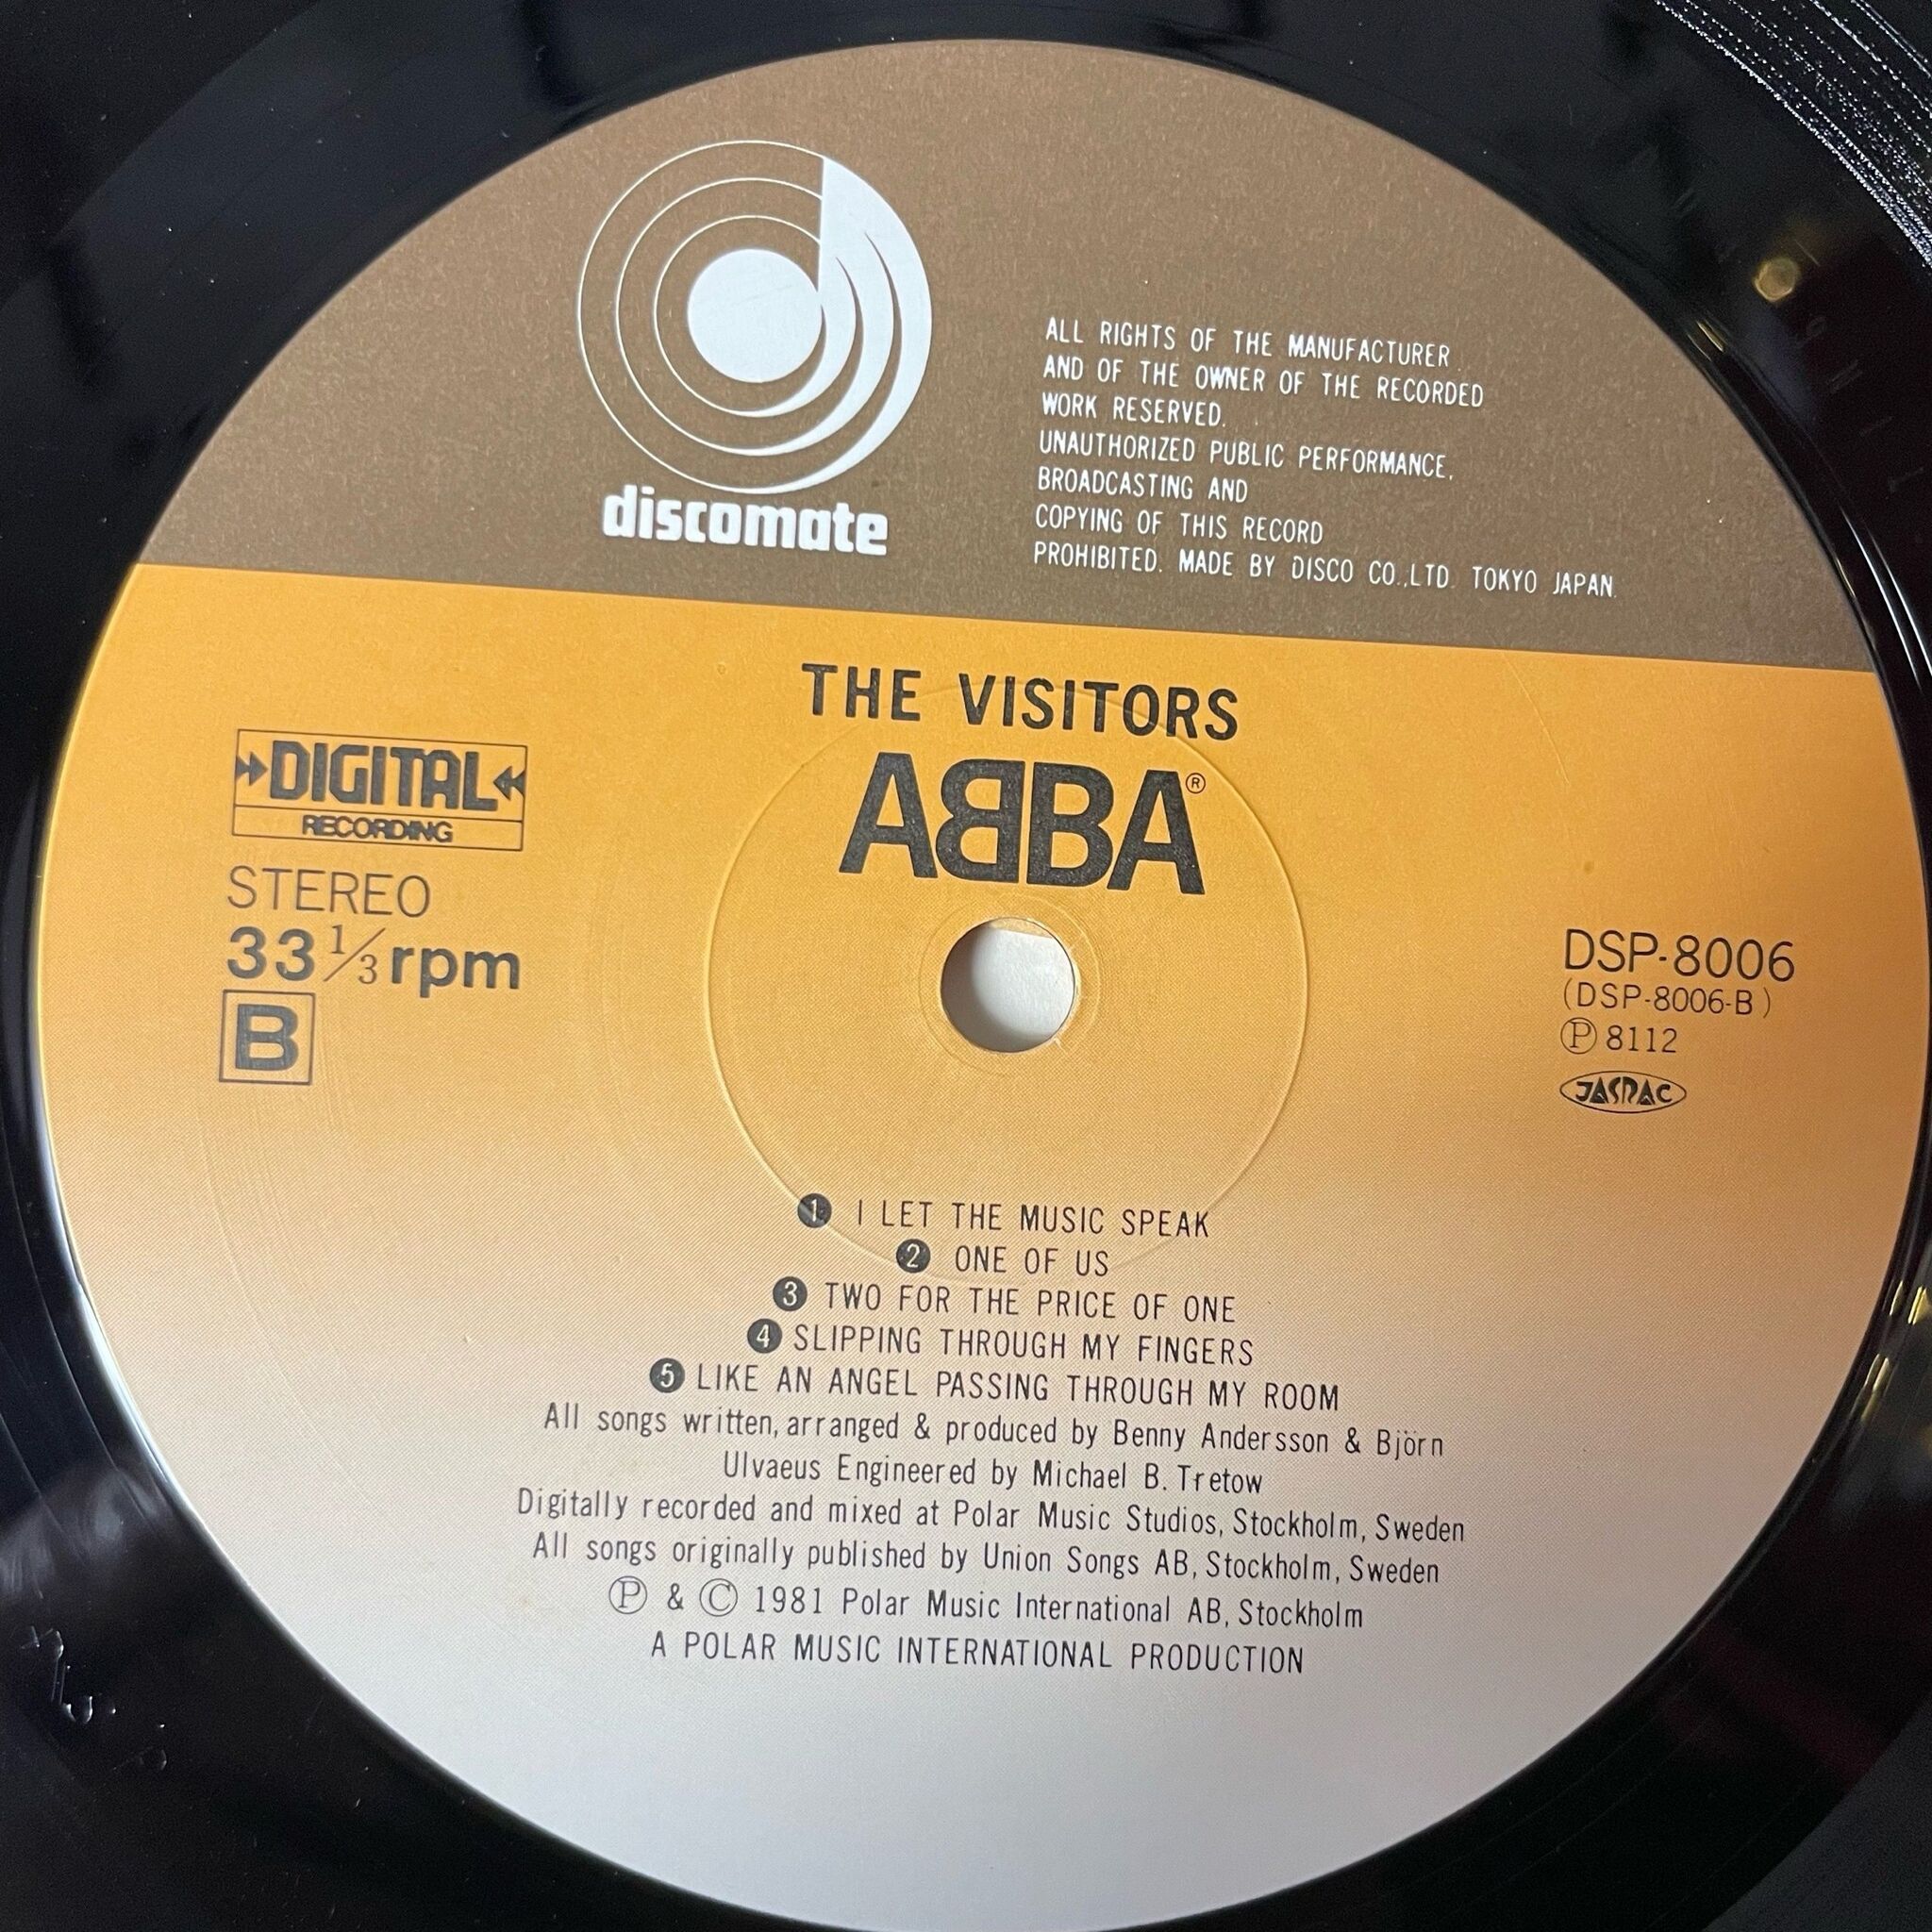 discomate
ALL RIGHTS OF THE MANUFACTURER
AND OF THE OWNER OF THE RECORDED
WORK RESERVED.
UNAUTHORIZED PUBLIC PERFORMANCE,
BROADCASTING AND
COPYING OF THIS RECORD
PROHIBITED. MADE BY DISCO CO.,LTD. TOKYO JAPAN.
THE VISITORS
ABBA®
DIGITAL
RECORDING
STEREO
33 1/3 rpm
B
DSP-8006
(DSP-8006-B)
Ⓟ 8112
JASRAC
❶ I LET THE MUSIC SPEAK
❷ ONE OF US
❸ TWO FOR THE PRICE OF ONE
❹ SLIPPING THROUGH MY FINGERS
❺ LIKE AN ANGEL PASSING THROUGH MY ROOM
All songs written, arranged & produced by Benny Andersson & Björn
Ulvaeus Engineered by Michael B. Tretow
Digitally recorded and mixed at Polar Music Studios, Stockholm, Sweden
All songs originally published by Union Songs AB, Stockholm, Sweden
Ⓟ & Ⓒ 1981 Polar Music International AB, Stockholm
A POLAR MUSIC INTERNATIONAL PRODUCTION